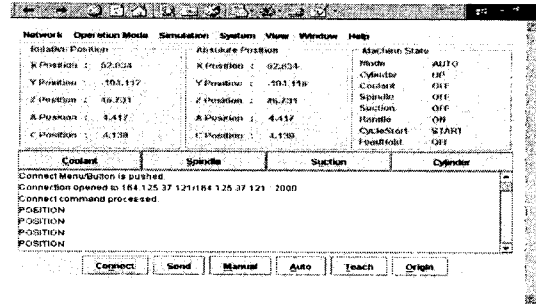 Network Operation Mode Simulation System View Window Help
Relative Position Absolute Position Machine State
X Position : 52.034 X Position : 52.034 Mode AUTO
Y Position : -104.117 Y Position : -104.116 Cylinder UP
Z Position : 46.731 Z Position : 46.731 Coolant OFF
Spindle OFF
A Position : 4.417 A Position : 4.417 Suction OFF
Handle ON
C Position : 4.139 C Position : 4.139 CycleStart START
FeedHold OFF
Coolant Spindle Suction Cylinder
Connect Menu/Button is pushed
Connection opened to 164.125.37.121/164.125.37.121 : 2000
Connect command processed.
POSITION
POSITION
POSITION
POSITION
Connect Send Manual Auto Teach Origin